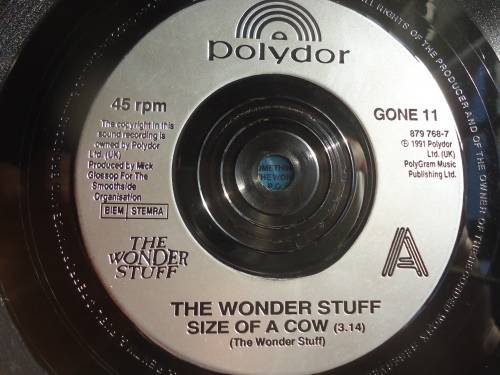 polydor
45 rpm
The copyright in this
sound recording is
owned by Polydor
Ltd. (UK)
Produced by Mick
Glossop For The
Smoothside
Organisation
BIEM STEMRA
GONE 11
879 768-7
℗ 1991 Polydor
Ltd. (UK)
PolyGram Music
Publishing Ltd.
THE
WONDER
STUFF
A
THE WONDER STUFF
SIZE OF A COW (3.14)
(The Wonder Stuff)
ALL RIGHTS OF THE PRODUCER AND OF THE OWNER OF THE RECORDED WORK RESERVED